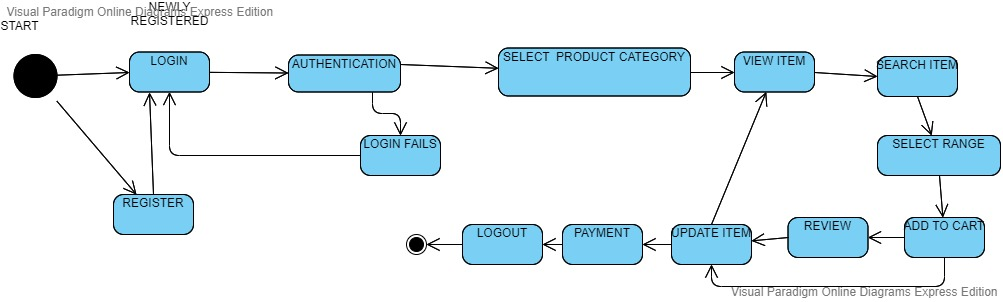 Visual Paradigm Online Diagrams Express Edition
NEWLY
REGISTERED
START
LOGIN
AUTHENTICATION
SELECT PRODUCT CATEGORY
VIEW ITEM
SEARCH ITEM
LOGIN FAILS
SELECT RANGE
REGISTER
LOGOUT
PAYMENT
UPDATE ITEM
REVIEW
ADD TO CART
Visual Paradigm Online Diagrams Express Edition